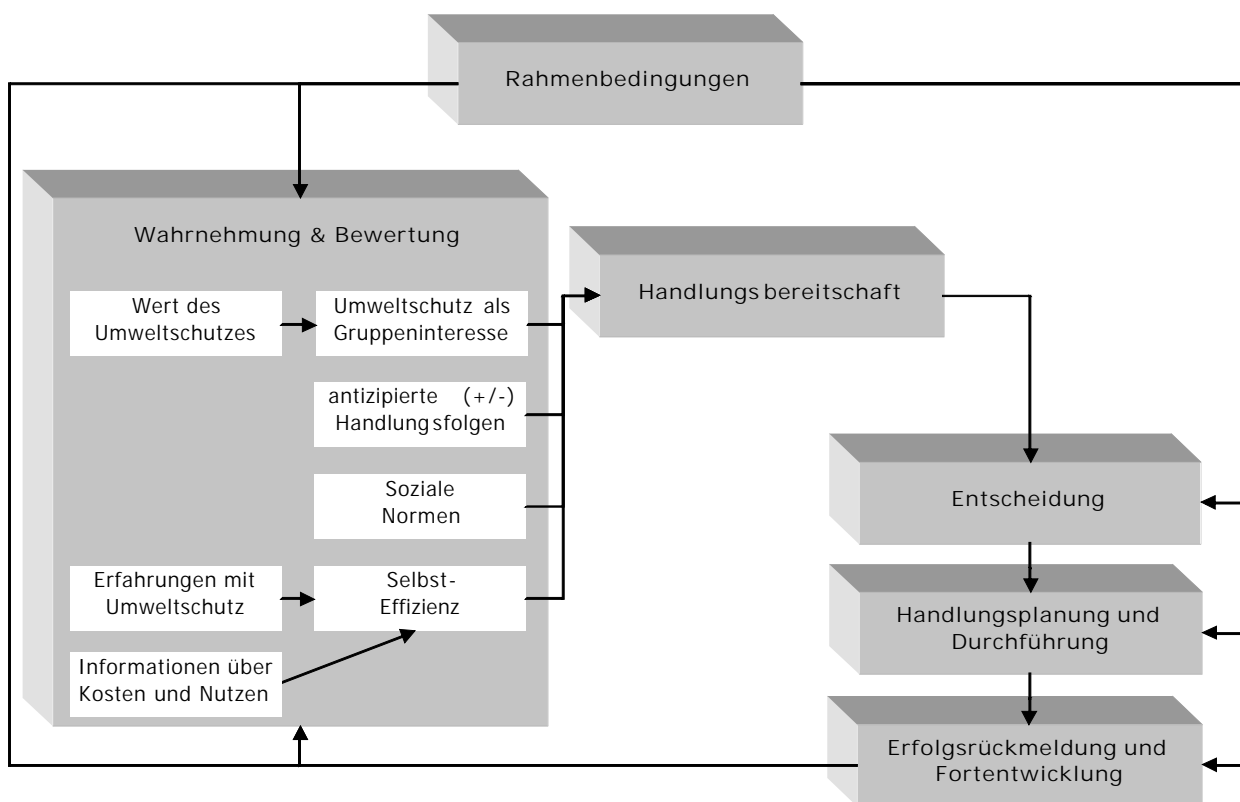 Rahmenbedingungen
Wahrnehmung & Bewertung
Wert des
Umweltschutzes
Umweltschutz als
Gruppeninteresse
antizipierte (+/-)
Handlungsfolgen
Soziale
Normen
Erfahrungen mit
Umweltschutz
Selbst-
Effizienz
Informationen über
Kosten und Nutzen
Handlungsbereitschaft
Entscheidung
Handlungsplanung und
Durchführung
Erfolgsrückmeldung und
Fortentwicklung